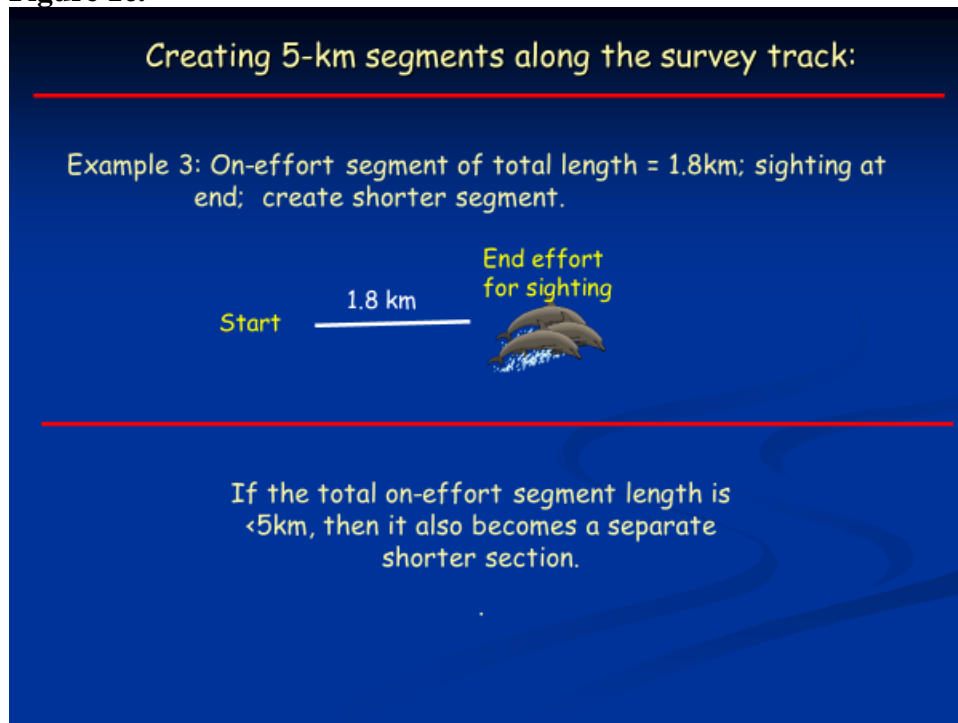 Creating 5-km segments along the survey track:
Example 3: On-effort segment of total length = 1.8km; sighting at
end; create shorter segment.
End effort
for sighting
1.8 km
Start
If the total on-effort segment length is
<5km, then it also becomes a separate
shorter section.
.